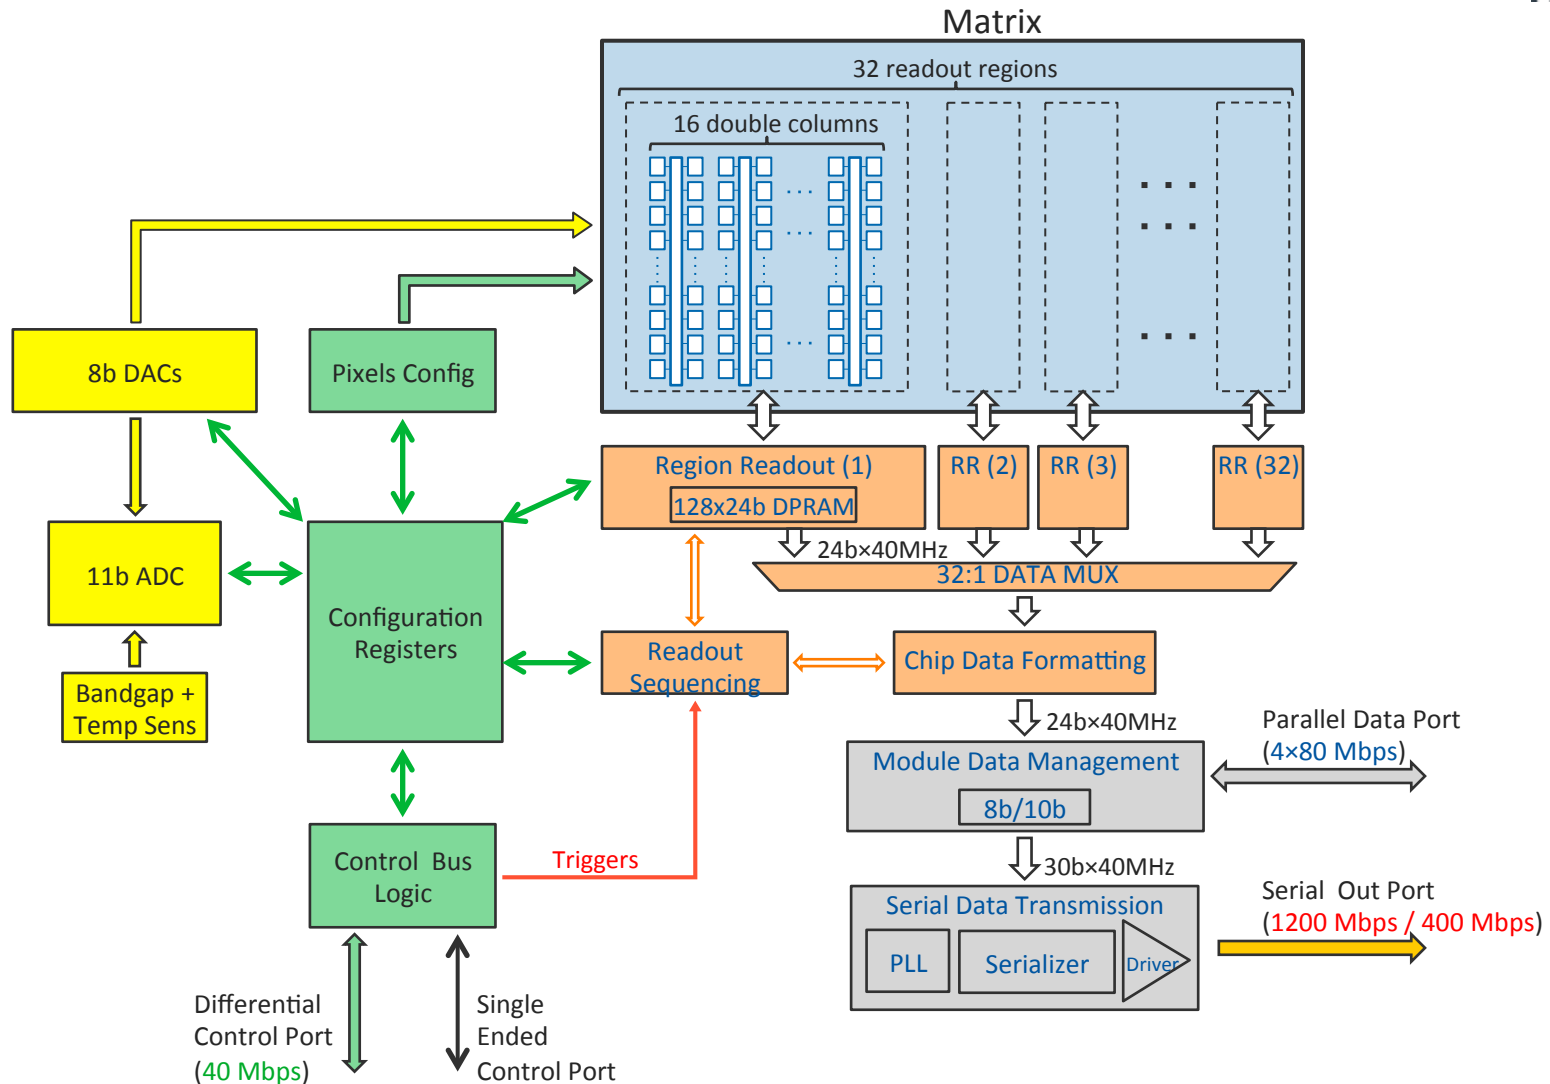 Matrix
32 readout regions
16 double columns
8b DACs
Pixels Config
Region Readout (1)
128x24b DPRAM
RR (2)
RR (3)
RR (32)
24b×40MHz
32:1 DATA MUX
11b ADC
Configuration
Registers
Readout
Sequencing
Chip Data Formatting
Bandgap +
Temp Sens
24b×40MHz
Parallel Data Port
(4×80 Mbps)
Module Data Management
8b/10b
Control Bus
Logic
Triggers
30b×40MHz
Serial Data Transmission
PLL
Serializer
Driver
Serial Out Port
(1200 Mbps / 400 Mbps)
Differential
Control Port
(40 Mbps)
Single
Ended
Control Port